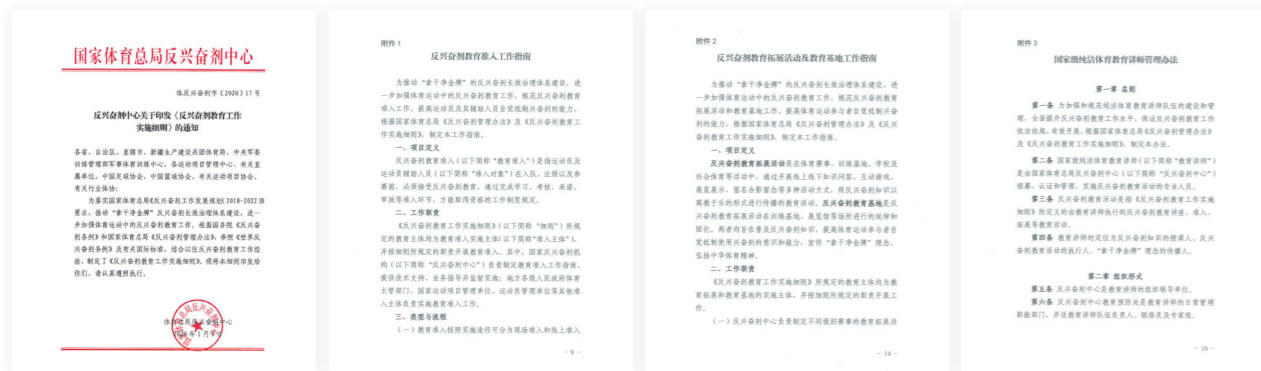 国家体育总局反兴奋剂中心
体反兴奋剂字〔2020〕17 号
反兴奋剂中心关于印发《反兴奋剂教育工作
实施细则》的通知
各省、自治区、直辖市、新疆生产建设兵团体育局，中央军委
训练管理部军事体育训练中心，各运动项目管理中心，有关直
属单位，中国足球协会、中国篮球协会、有关运动项目协会，
有关行业体协：
为落实国家体育总局《反兴奋剂工作发展规划(2018-2022)》
要求，推动“拿干净金牌”反兴奋剂长效治理体系建设，进一
步加强体育运动中的反兴奋剂教育工作，根据国务院《反兴奋
剂条例》和国家体育总局《反兴奋剂管理办法》，参照《世界反
兴奋剂条例》及有关国际标准，结合以往反兴奋剂教育工作经
验，制定了《反兴奋剂教育工作实施细则》，现将本细则印发给
你们，请认真遵照执行。
体育总局反兴奋剂中心
附件 1
反兴奋剂教育准入工作指南
为推动“拿干净金牌”的反兴奋剂长效治理体系建设，进
一步加强体育运动中的反兴奋剂教育工作，规范反兴奋剂教育
准入工作，提高运动员及其辅助人员自觉抵制兴奋剂的能力，
根据国家体育总局《反兴奋剂管理办法》及《反兴奋剂教育工
作实施细则》，制定本工作指南。
一、项目定义
反兴奋剂教育准入（以下简称“教育准入”）是指运动员及
运动员辅助人员（以下简称“准入对象”）在入队、注册以及参
赛前，必须接受反兴奋剂教育，通过完成学习、考核、承诺、
审批等准入环节，方能取得资格的工作制度规定。
二、工作职责
《反兴奋剂教育工作实施细则》（以下简称“细则”）所规
定的教育主体均为教育准入实施主体(以下简称“准入主体”)，
并按细则所规定的职责开展教育准入。其中，国家反兴奋剂机
构（以下简称“反兴奋剂中心”）负责制定教育准入工作指南，
提供技术支持、业务指导并监督实施；地方各级人民政府体育
主管部门、国家运动项目管理单位、运动员管理单位等其他准
入主体负责实施教育准入工作。
三、类型与流程
（一）教育准入按照实施途径可分为现场准入和线上准入
- 9 -
附件 2
反兴奋剂教育拓展活动及教育基地工作指南
为推动“拿干净金牌”的反兴奋剂长效治理体系建设，进
一步加强体育运动中的反兴奋剂教育工作，规范反兴奋剂教育
拓展活动和教育基地工作，提高体育运动参与者自觉抵制兴奋
剂的能力，根据国家体育总局《反兴奋剂管理办法》及《反兴
奋剂教育工作实施细则》，制定本工作指南。
一、项目定义
反兴奋剂教育拓展活动是在体育赛事、训练基地、学校及
社会体育等活动中，通过开展线上线下知识问答、互动游戏、
展览展示、签名合影留念等多种活动方式，将反兴奋剂知识以
寓教于乐的形式进行传播的教育活动。反兴奋剂教育基地是反
兴奋剂教育拓展活动在训练基地、展览馆等场所进行的延伸和
固化。两者均旨在普及反兴奋剂知识，提高体育运动参与者自
觉抵制使用兴奋剂的意识和能力，宣传“拿干净金牌”理念，
弘扬中华体育精神。
二、工作职责
《反兴奋剂教育工作实施细则》所规定的教育主体均为教
育拓展和教育基地的实施主体，并按细则所规定的职责开展工
作。
（一）反兴奋剂中心负责制定不同级别赛事的教育拓展活
- 14 -
附件 3
国家级纯洁体育教育讲师管理办法
第一章 总则
第一条 为加强和规范纯洁体育教育讲师队伍的建设和管
理，全面提升反兴奋剂教育工作水平，保证反兴奋剂教育工作
依法依规、有效开展，根据国家体育总局《反兴奋剂管理办法》
及《反兴奋剂教育工作实施细则》，制定本办法。
第二条 国家级纯洁体育教育讲师（以下简称“教育讲师”）
是由国家体育总局反兴奋剂中心（以下简称“反兴奋剂中心”）
招募、认证和管理，实施反兴奋剂教育活动的专业人员。
第三条 反兴奋剂教育活动是指《反兴奋剂教育工作实施
细则》所定义的由教育讲师执行的反兴奋剂教育讲座、准入、
拓展等教育活动。
第四条 教育讲师的定位为反兴奋剂知识的授课人、反兴
奋剂教育活动的执行人、“拿干净金牌”理念的传播人。
第二章 组织形式
第五条 反兴奋剂中心是教育讲师的组织领导单位。
第六条 反兴奋剂中心教育预防处是教育讲师的日常管理
职能部门，并设教育讲师队伍负责人、联络员及专家组。
- 19 -